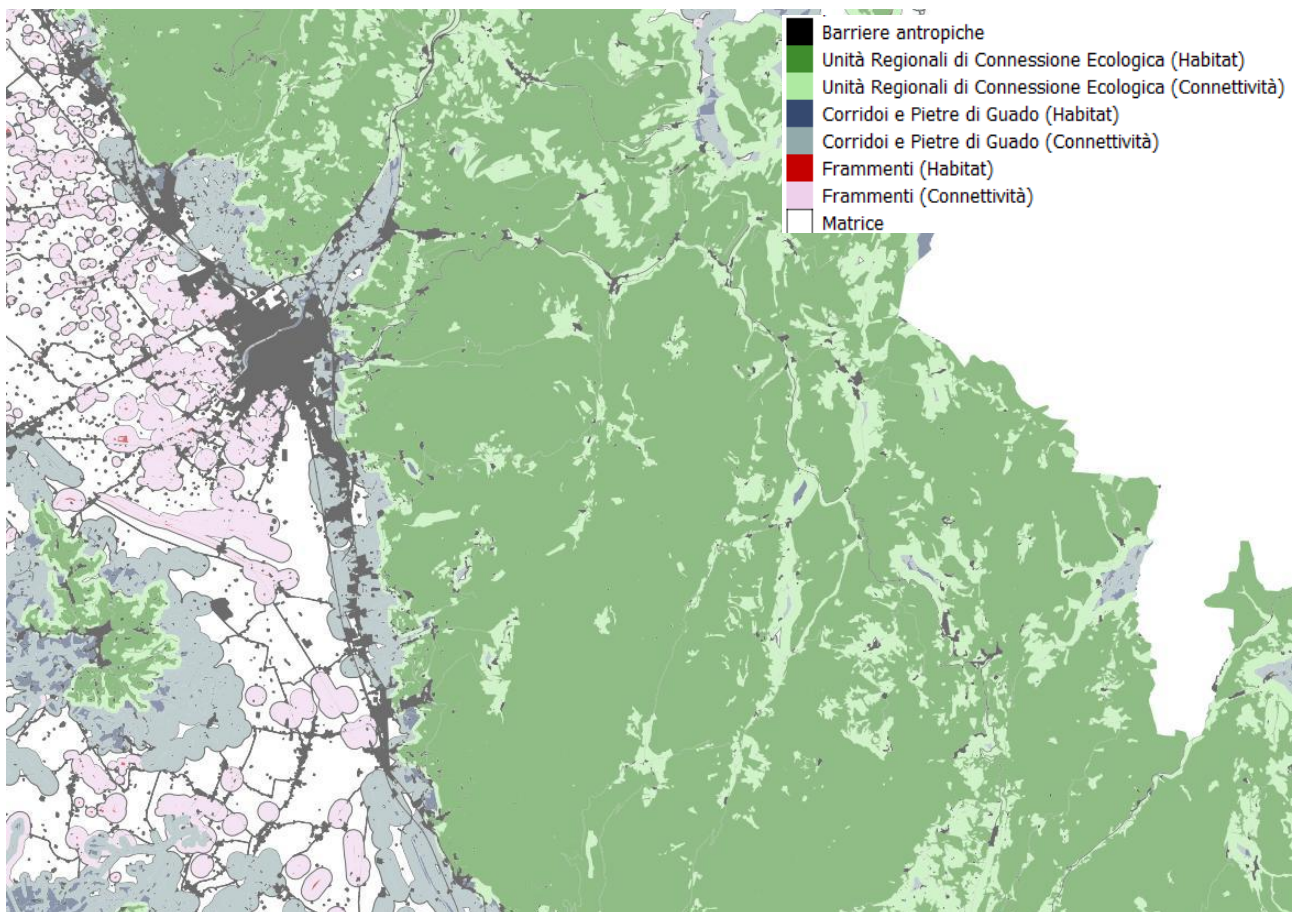 Barriere antropiche
Unità Regionali di Connessione Ecologica (Habitat)
Unità Regionali di Connessione Ecologica (Connettività)
Corridoi e Pietre di Guado (Habitat)
Corridoi e Pietre di Guado (Connettività)
Frammenti (Habitat)
Frammenti (Connettività)
Matrice